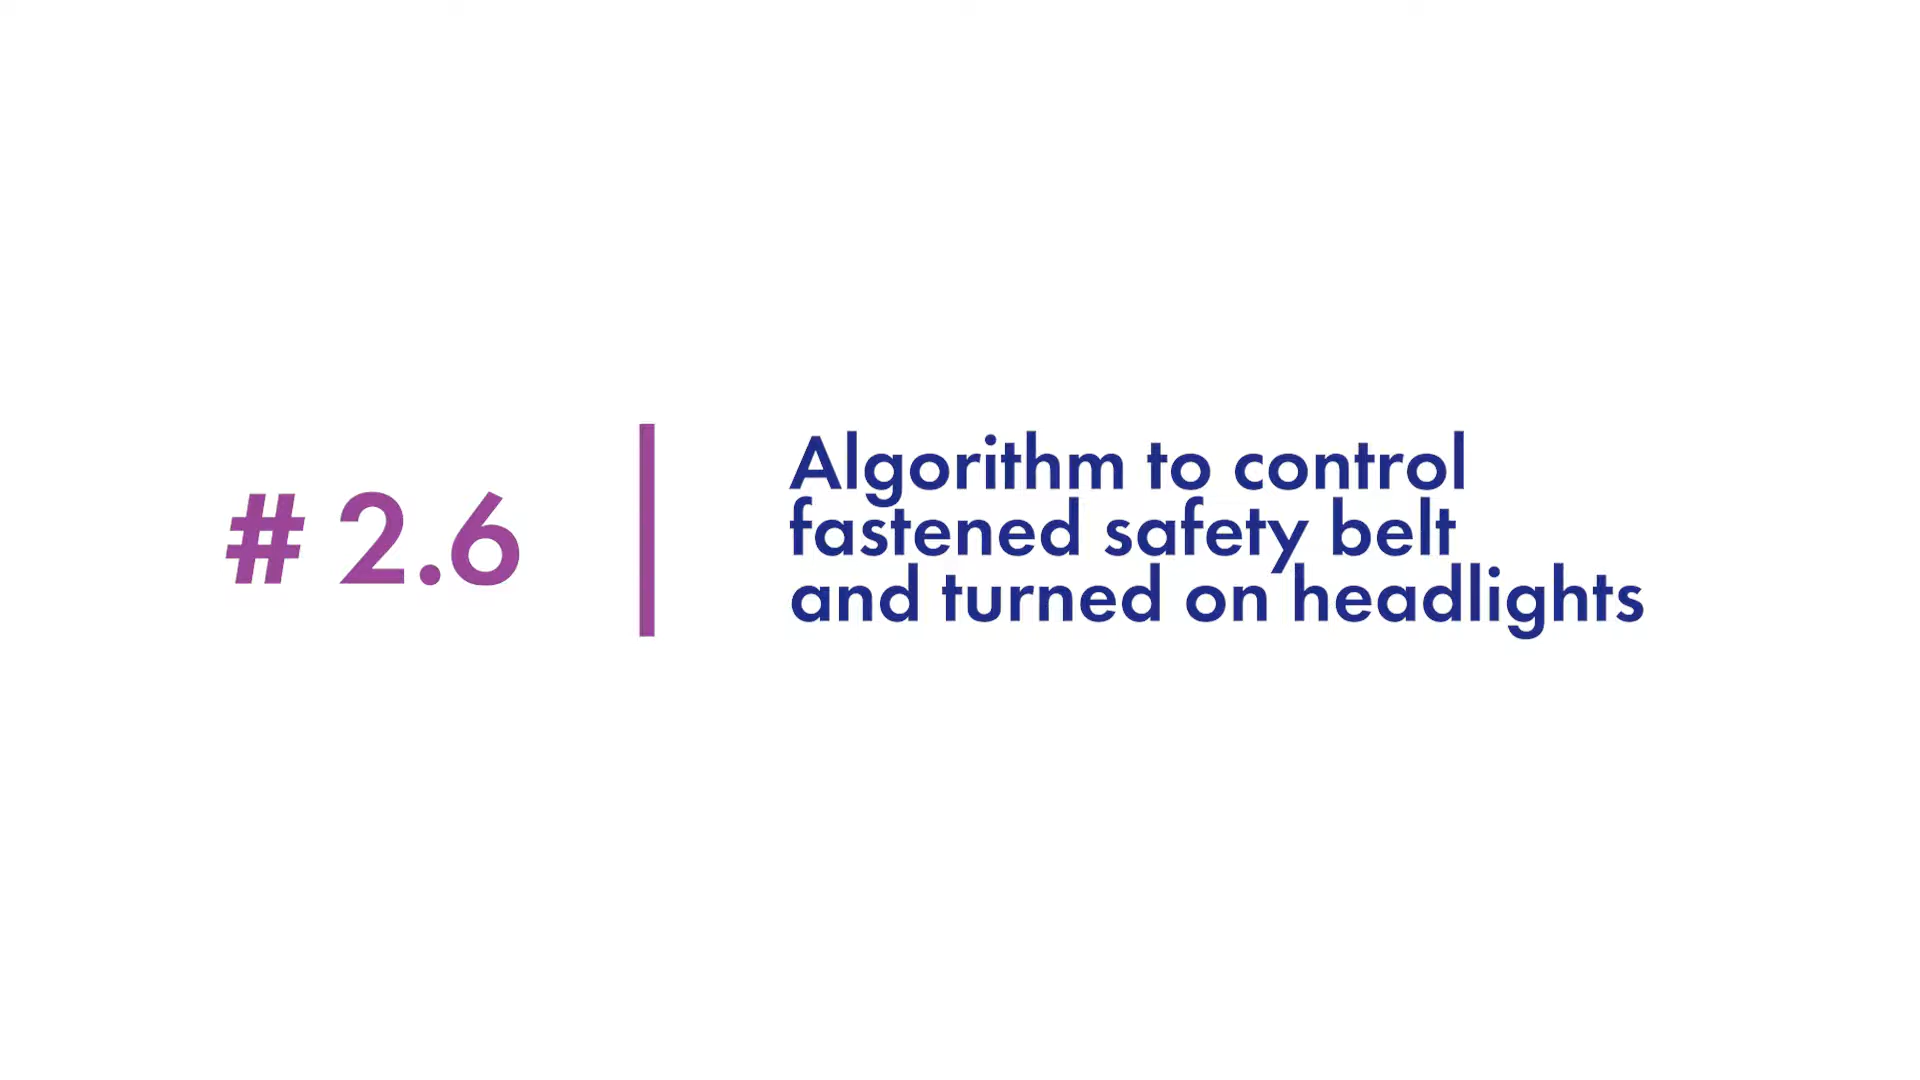 # 2.6
Algorithm to control
fastened safety belt
and turned on headlights